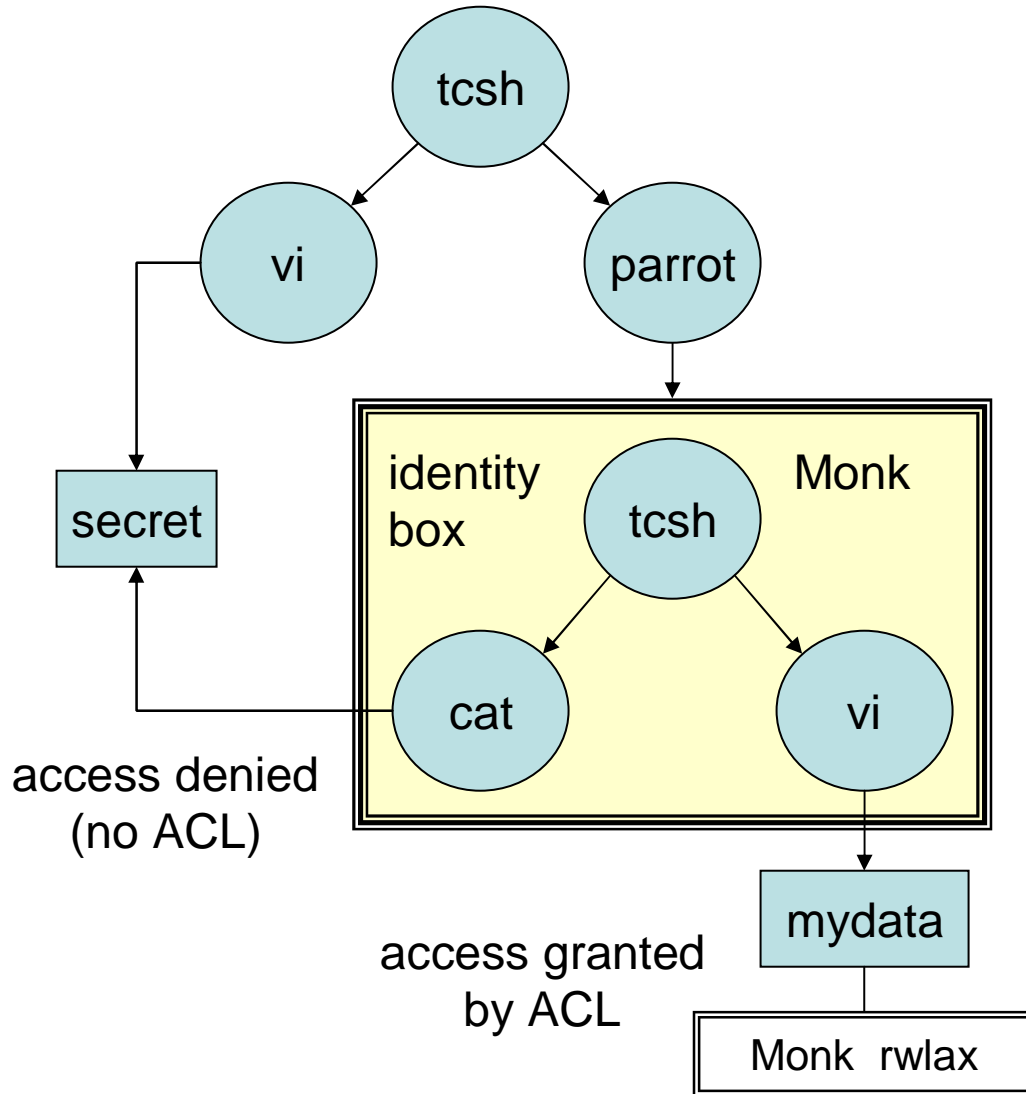 tcsh
vi
parrot
identity
box
Monk
tcsh
secret
cat
vi
access denied
(no ACL)
mydata
access granted
by ACL
Monk rwlax